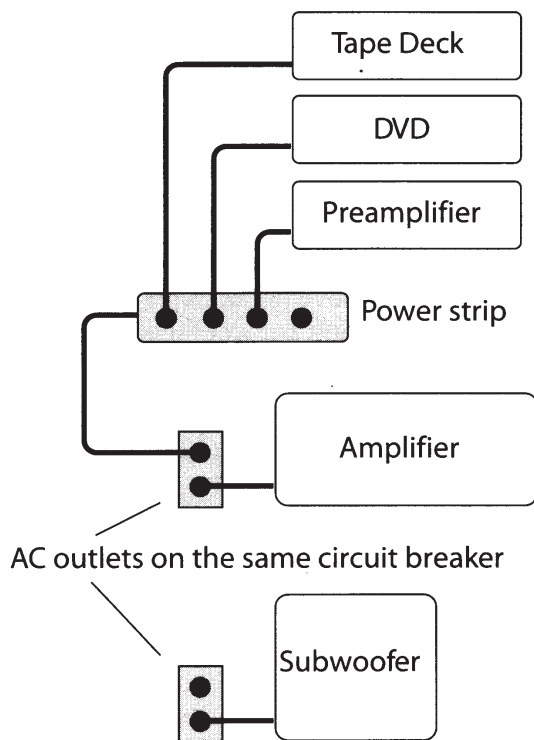 Tape Deck
DVD
Preamplifier
Power strip
Amplifier
AC outlets on the same circuit breaker
Subwoofer